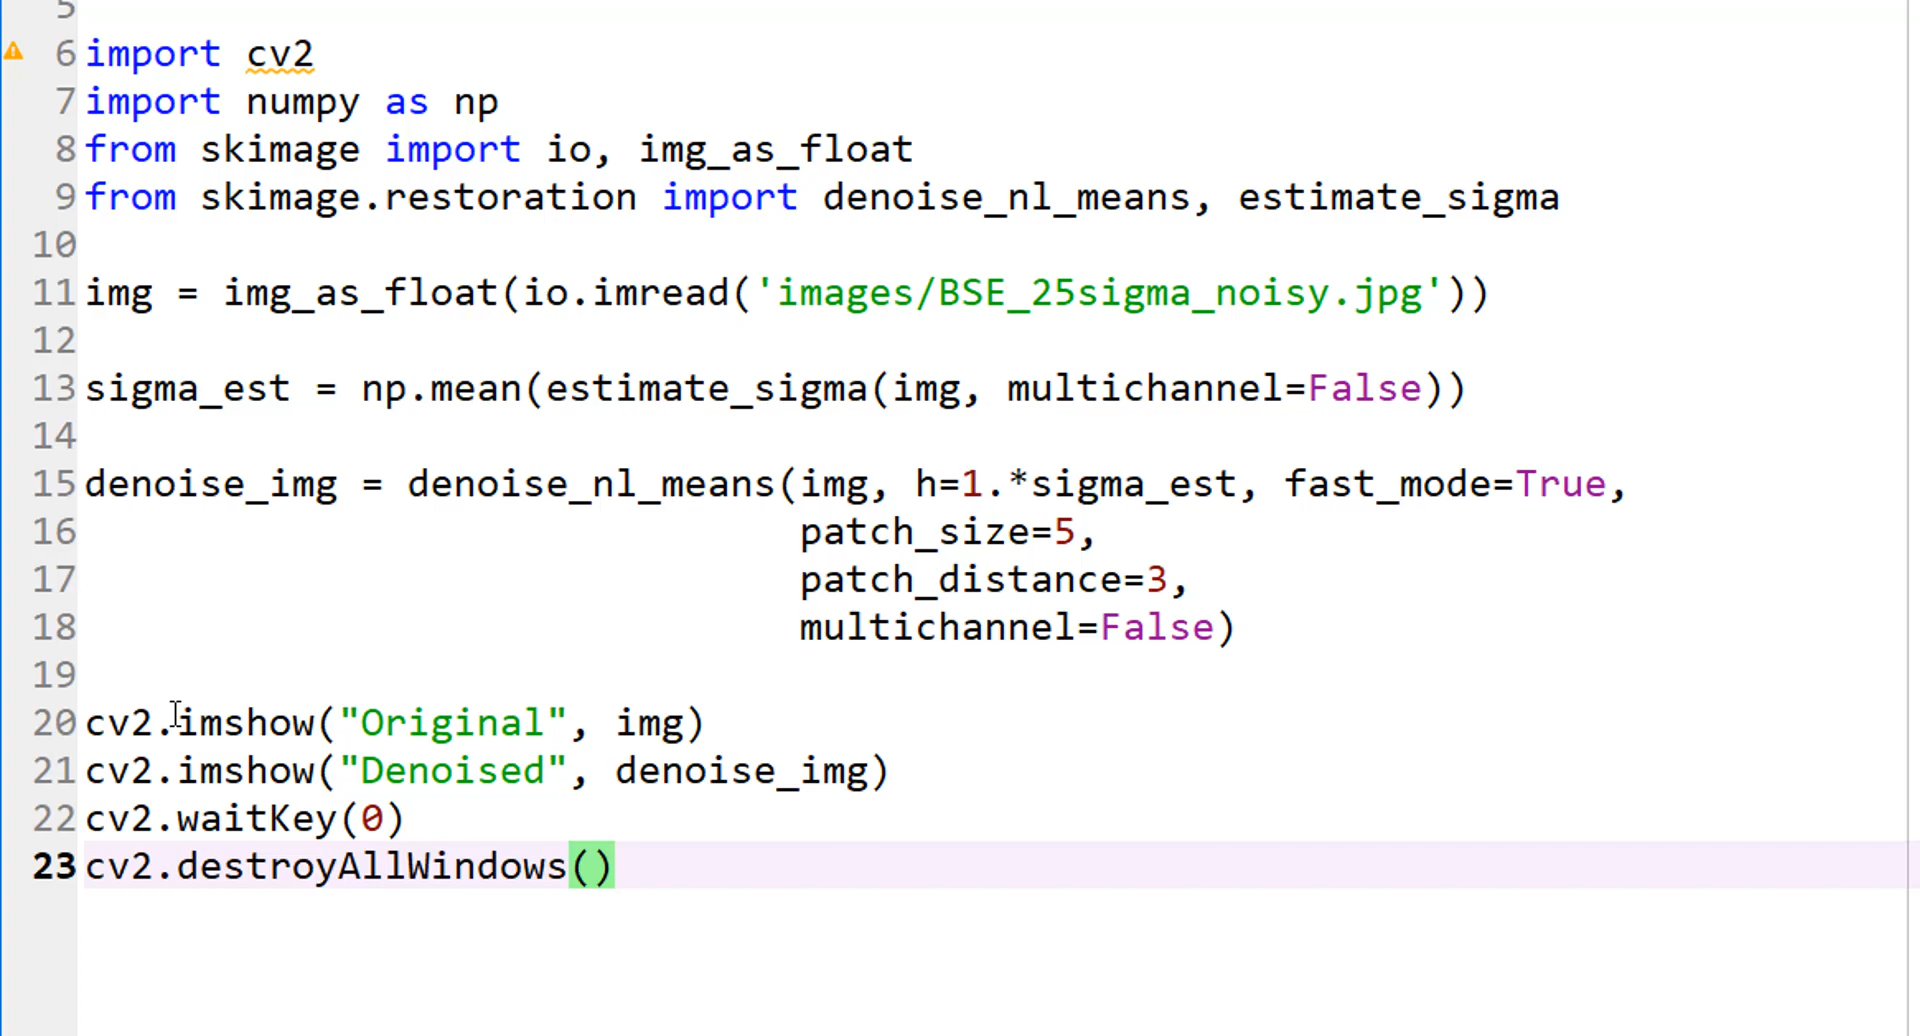 5
6 import cv2
7 import numpy as np
8 from skimage import io, img_as_float
9 from skimage.restoration import denoise_nl_means, estimate_sigma
10
11 img = img_as_float(io.imread('images/BSE_25sigma_noisy.jpg'))
12
13 sigma_est = np.mean(estimate_sigma(img, multichannel=False))
14
15 denoise_img = denoise_nl_means(img, h=1.*sigma_est, fast_mode=True,
16                                patch_size=5,
17                                patch_distance=3,
18                                multichannel=False)
19
20 cv2.imshow("Original", img)
21 cv2.imshow("Denoised", denoise_img)
22 cv2.waitKey(0)
23 cv2.destroyAllWindows()